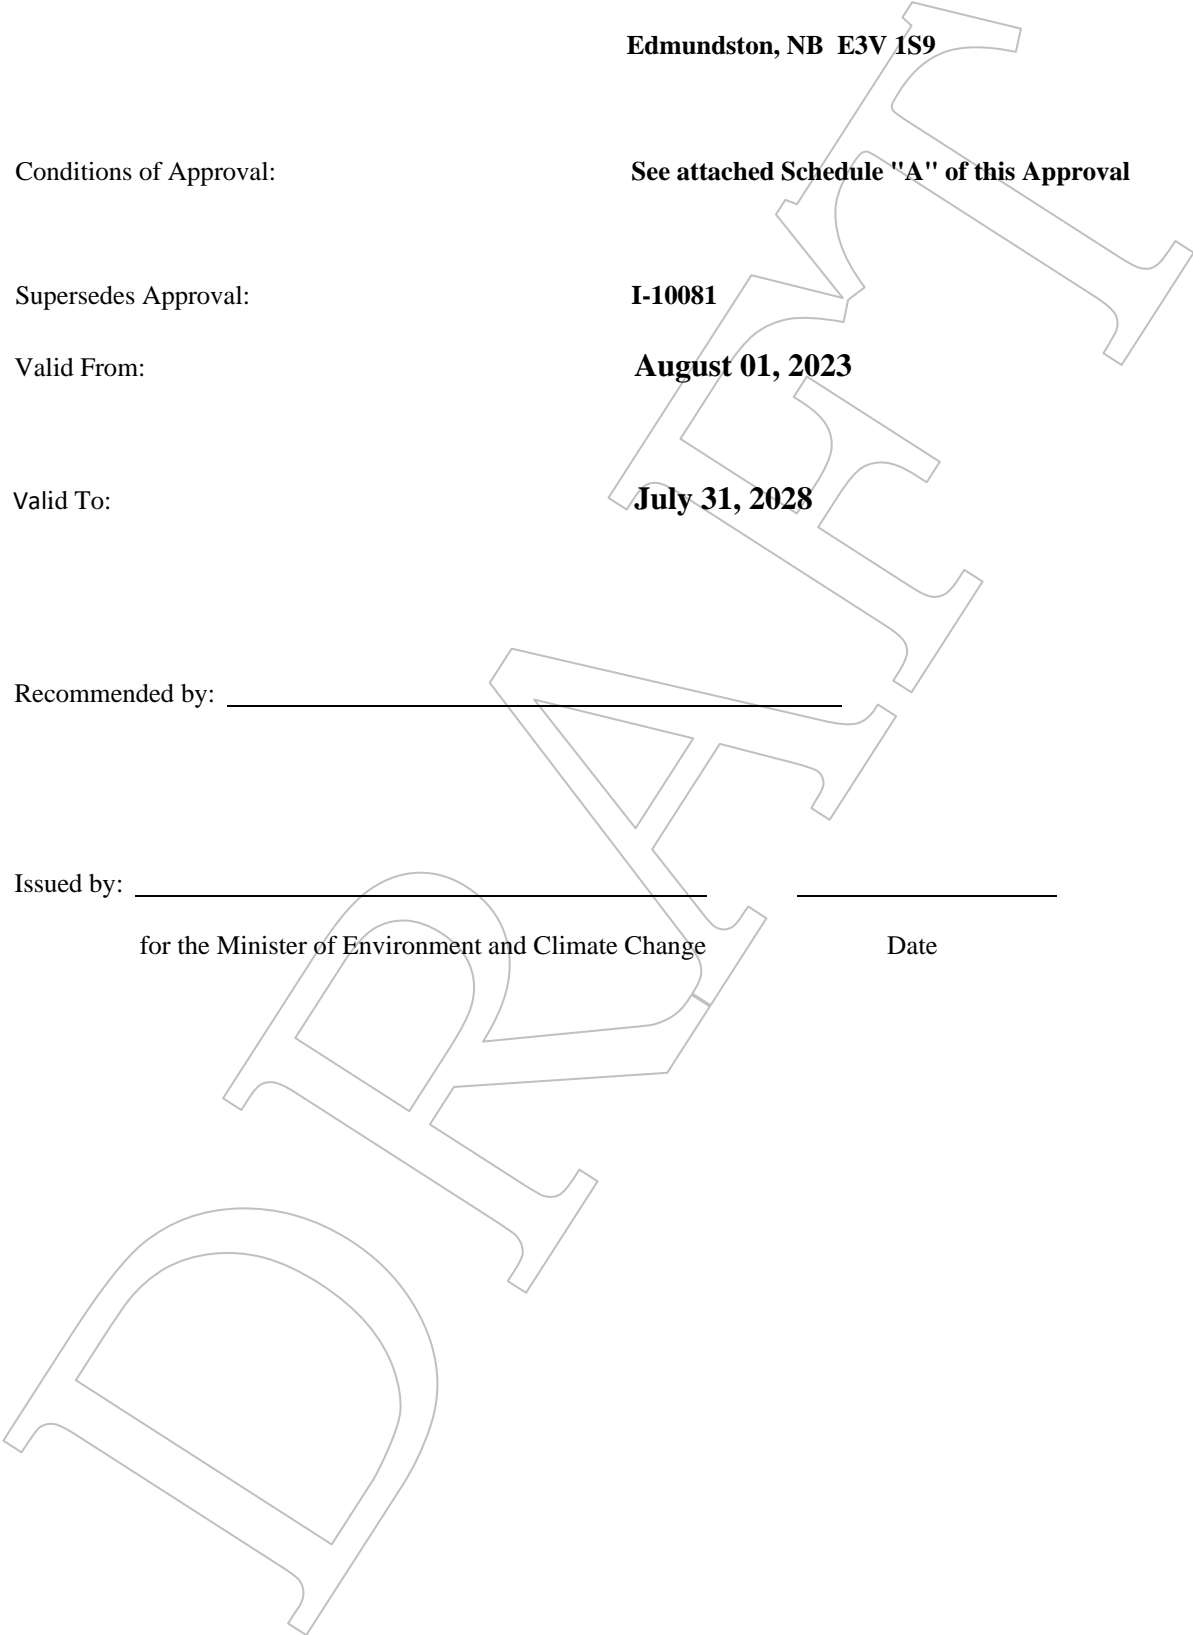 Edmundston, NB E3V 1S9
Conditions of Approval: See attached Schedule "A" of this Approval
Supersedes Approval: I-10081
Valid From: August 01, 2023
Valid To: July 31, 2028
Recommended by:
Issued by:
for the Minister of Environment and Climate Change Date
DRAFT